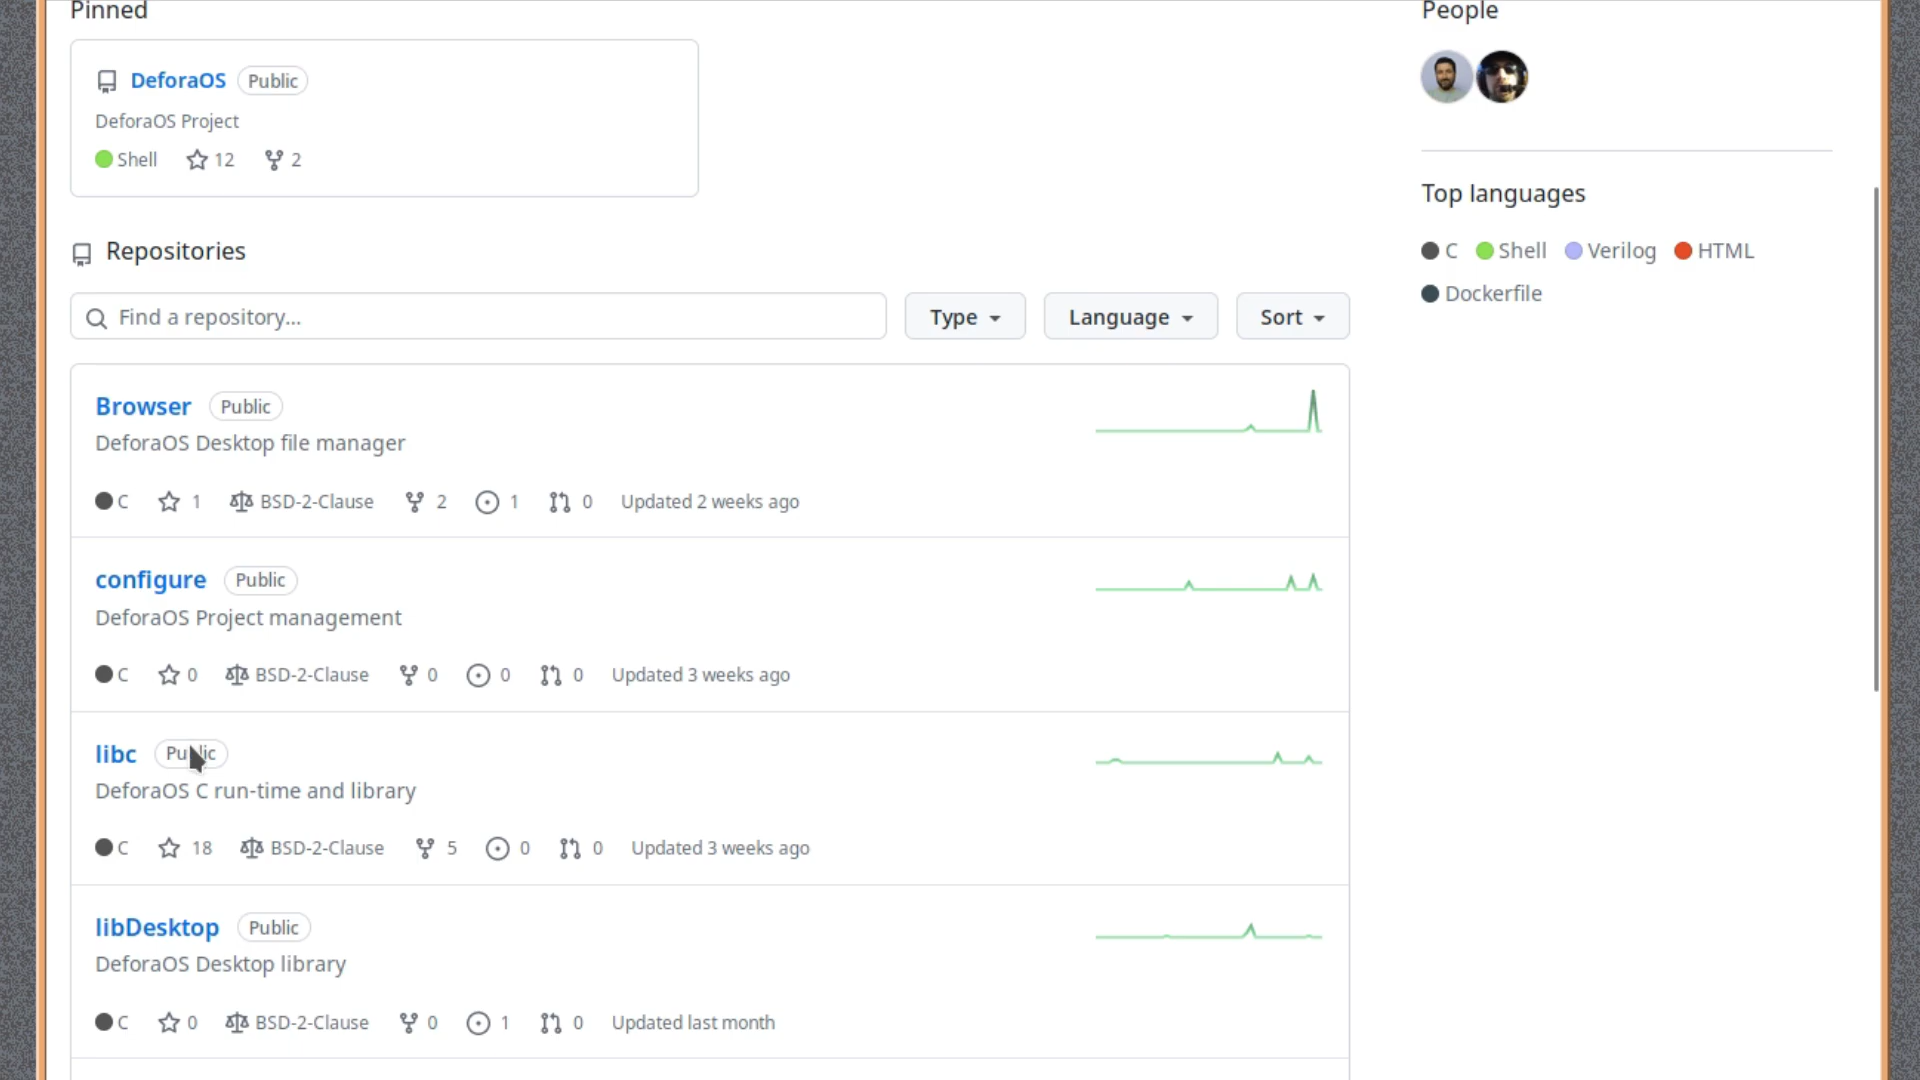 Pinned
DeforaOS Public
DeforaOS Project
Shell 12 2
Repositories
Find a repository...
Type Language Sort
Browser Public
DeforaOS Desktop file manager
C 1 BSD-2-Clause 2 1 0 Updated 2 weeks ago
configure Public
DeforaOS Project management
C 0 BSD-2-Clause 0 0 0 Updated 3 weeks ago
libc Public
DeforaOS C run-time and library
C 18 BSD-2-Clause 5 0 0 Updated 3 weeks ago
libDesktop Public
DeforaOS Desktop library
C 0 BSD-2-Clause 0 1 0 Updated last month
People
Top languages
C Shell Verilog HTML
Dockerfile